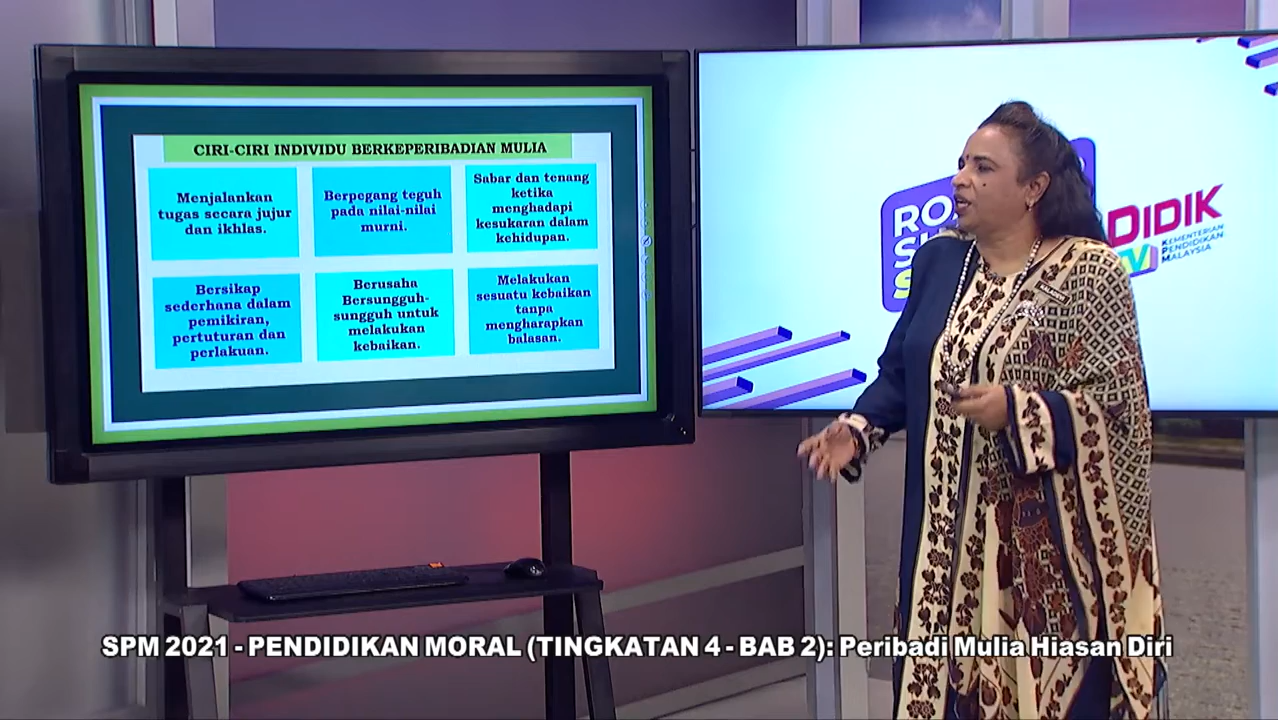 CIRI-CIRI INDIVIDU BERKEPERIBADIAN MULIA
Menjalankan
tugas secara jujur
dan ikhlas.
Berpegang teguh
pada nilai-nilai
murni.
Sabar dan tenang
ketika
menghadapi
kesukaran dalam
kehidupan.
Bersikap
sederhana dalam
pemikiran,
pertuturan dan
perlakuan.
Berusaha
Bersungguh-
sungguh untuk
melakukan
kebaikan.
Melakukan
sesuatu kebaikan
tanpa
mengharapkan
balasan.
DIDIK
TV
KEMENTERIAN
PENDIDIKAN
MALAYSIA
SPM 2021 - PENDIDIKAN MORAL (TINGKATAN 4 - BAB 2): Peribadi Mulia Hiasan Diri